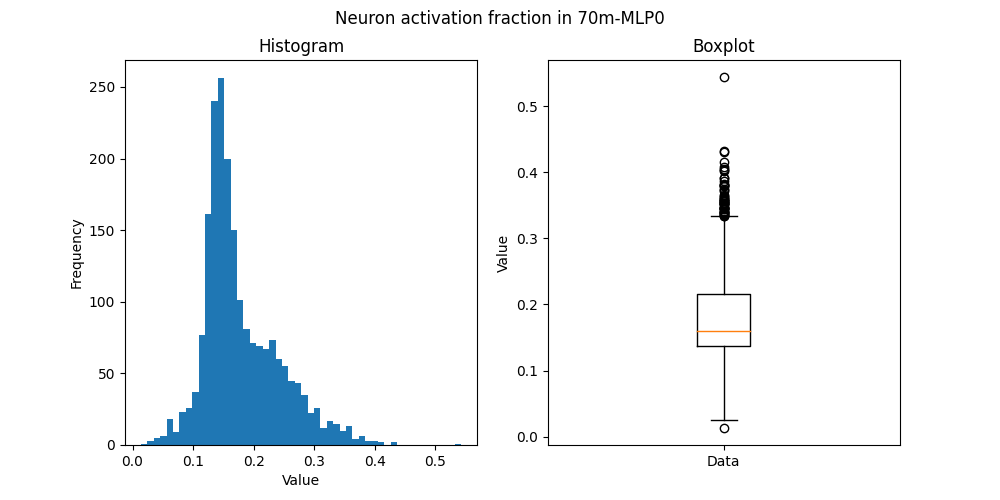 Neuron activation fraction in 70m-MLP0
Histogram
Frequency
250
200
150
100
50
0
0.0 0.1 0.2 0.3 0.4 0.5
Value
Boxplot
Value
0.5
0.4
0.3
0.2
0.1
0.0
Data